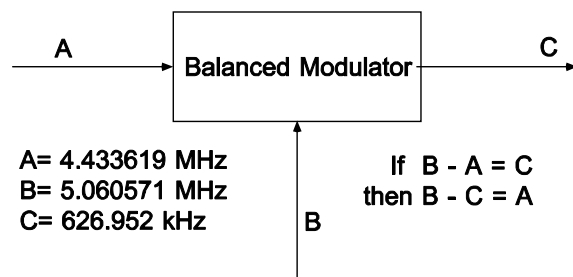 A
Balanced Modulator
C
A= 4.433619 MHz
B= 5.060571 MHz
C= 626.952 kHz
B
If B - A = C
then B - C = A